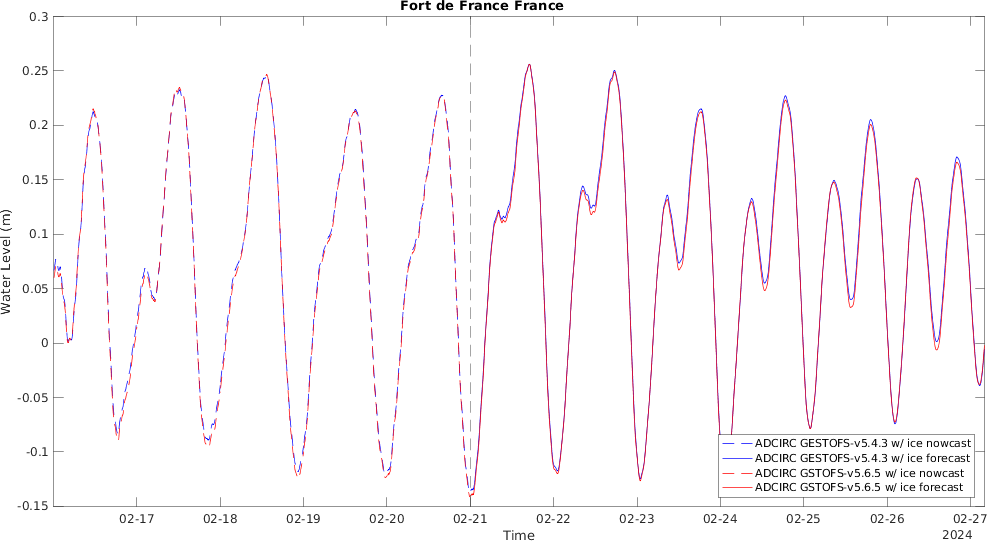 Fort de France France
0.3
0.25
0.2
0.15
0.1
0.05
0
-0.05
-0.1
-0.15
Water Level (m)
ADCIRC GESTOFS-v5.4.3 w/ ice nowcast
ADCIRC GESTOFS-v5.4.3 w/ ice forecast
ADCIRC GSTOFS-v5.6.5 w/ ice nowcast
ADCIRC GSTOFS-v5.6.5 w/ ice forecast
02-17 02-18 02-19 02-20 02-21 02-22 02-23 02-24 02-25 02-26 02-27
Time
2024